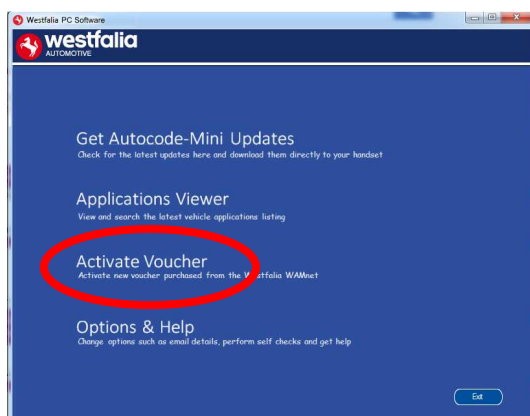 Westfalia PC Software
westfalia
AUTOMOTIVE
Get Autocode-Mini Updates
Check for the latest updates here and download them directly to your handset
Applications Viewer
View and search the latest vehicle applications listing
Activate Voucher
Activate new voucher purchased from the Westfalia WAMnet
Options & Help
Change options such as email details, perform self checks and get help
Exit